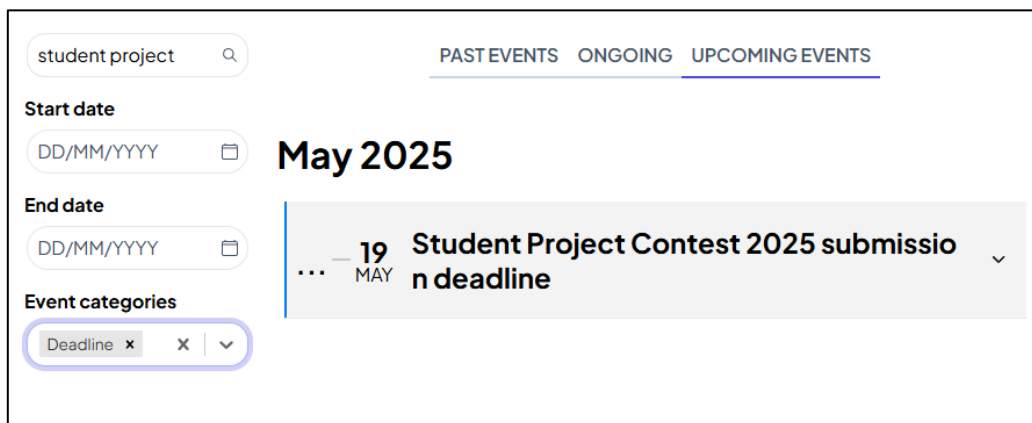 student project
PAST EVENTS ONGOING UPCOMING EVENTS
Start date
DD/MM/YYYY
End date
DD/MM/YYYY
Event categories
Deadline
May 2025
... — 19
MAY
Student Project Contest 2025 submissio
n deadline